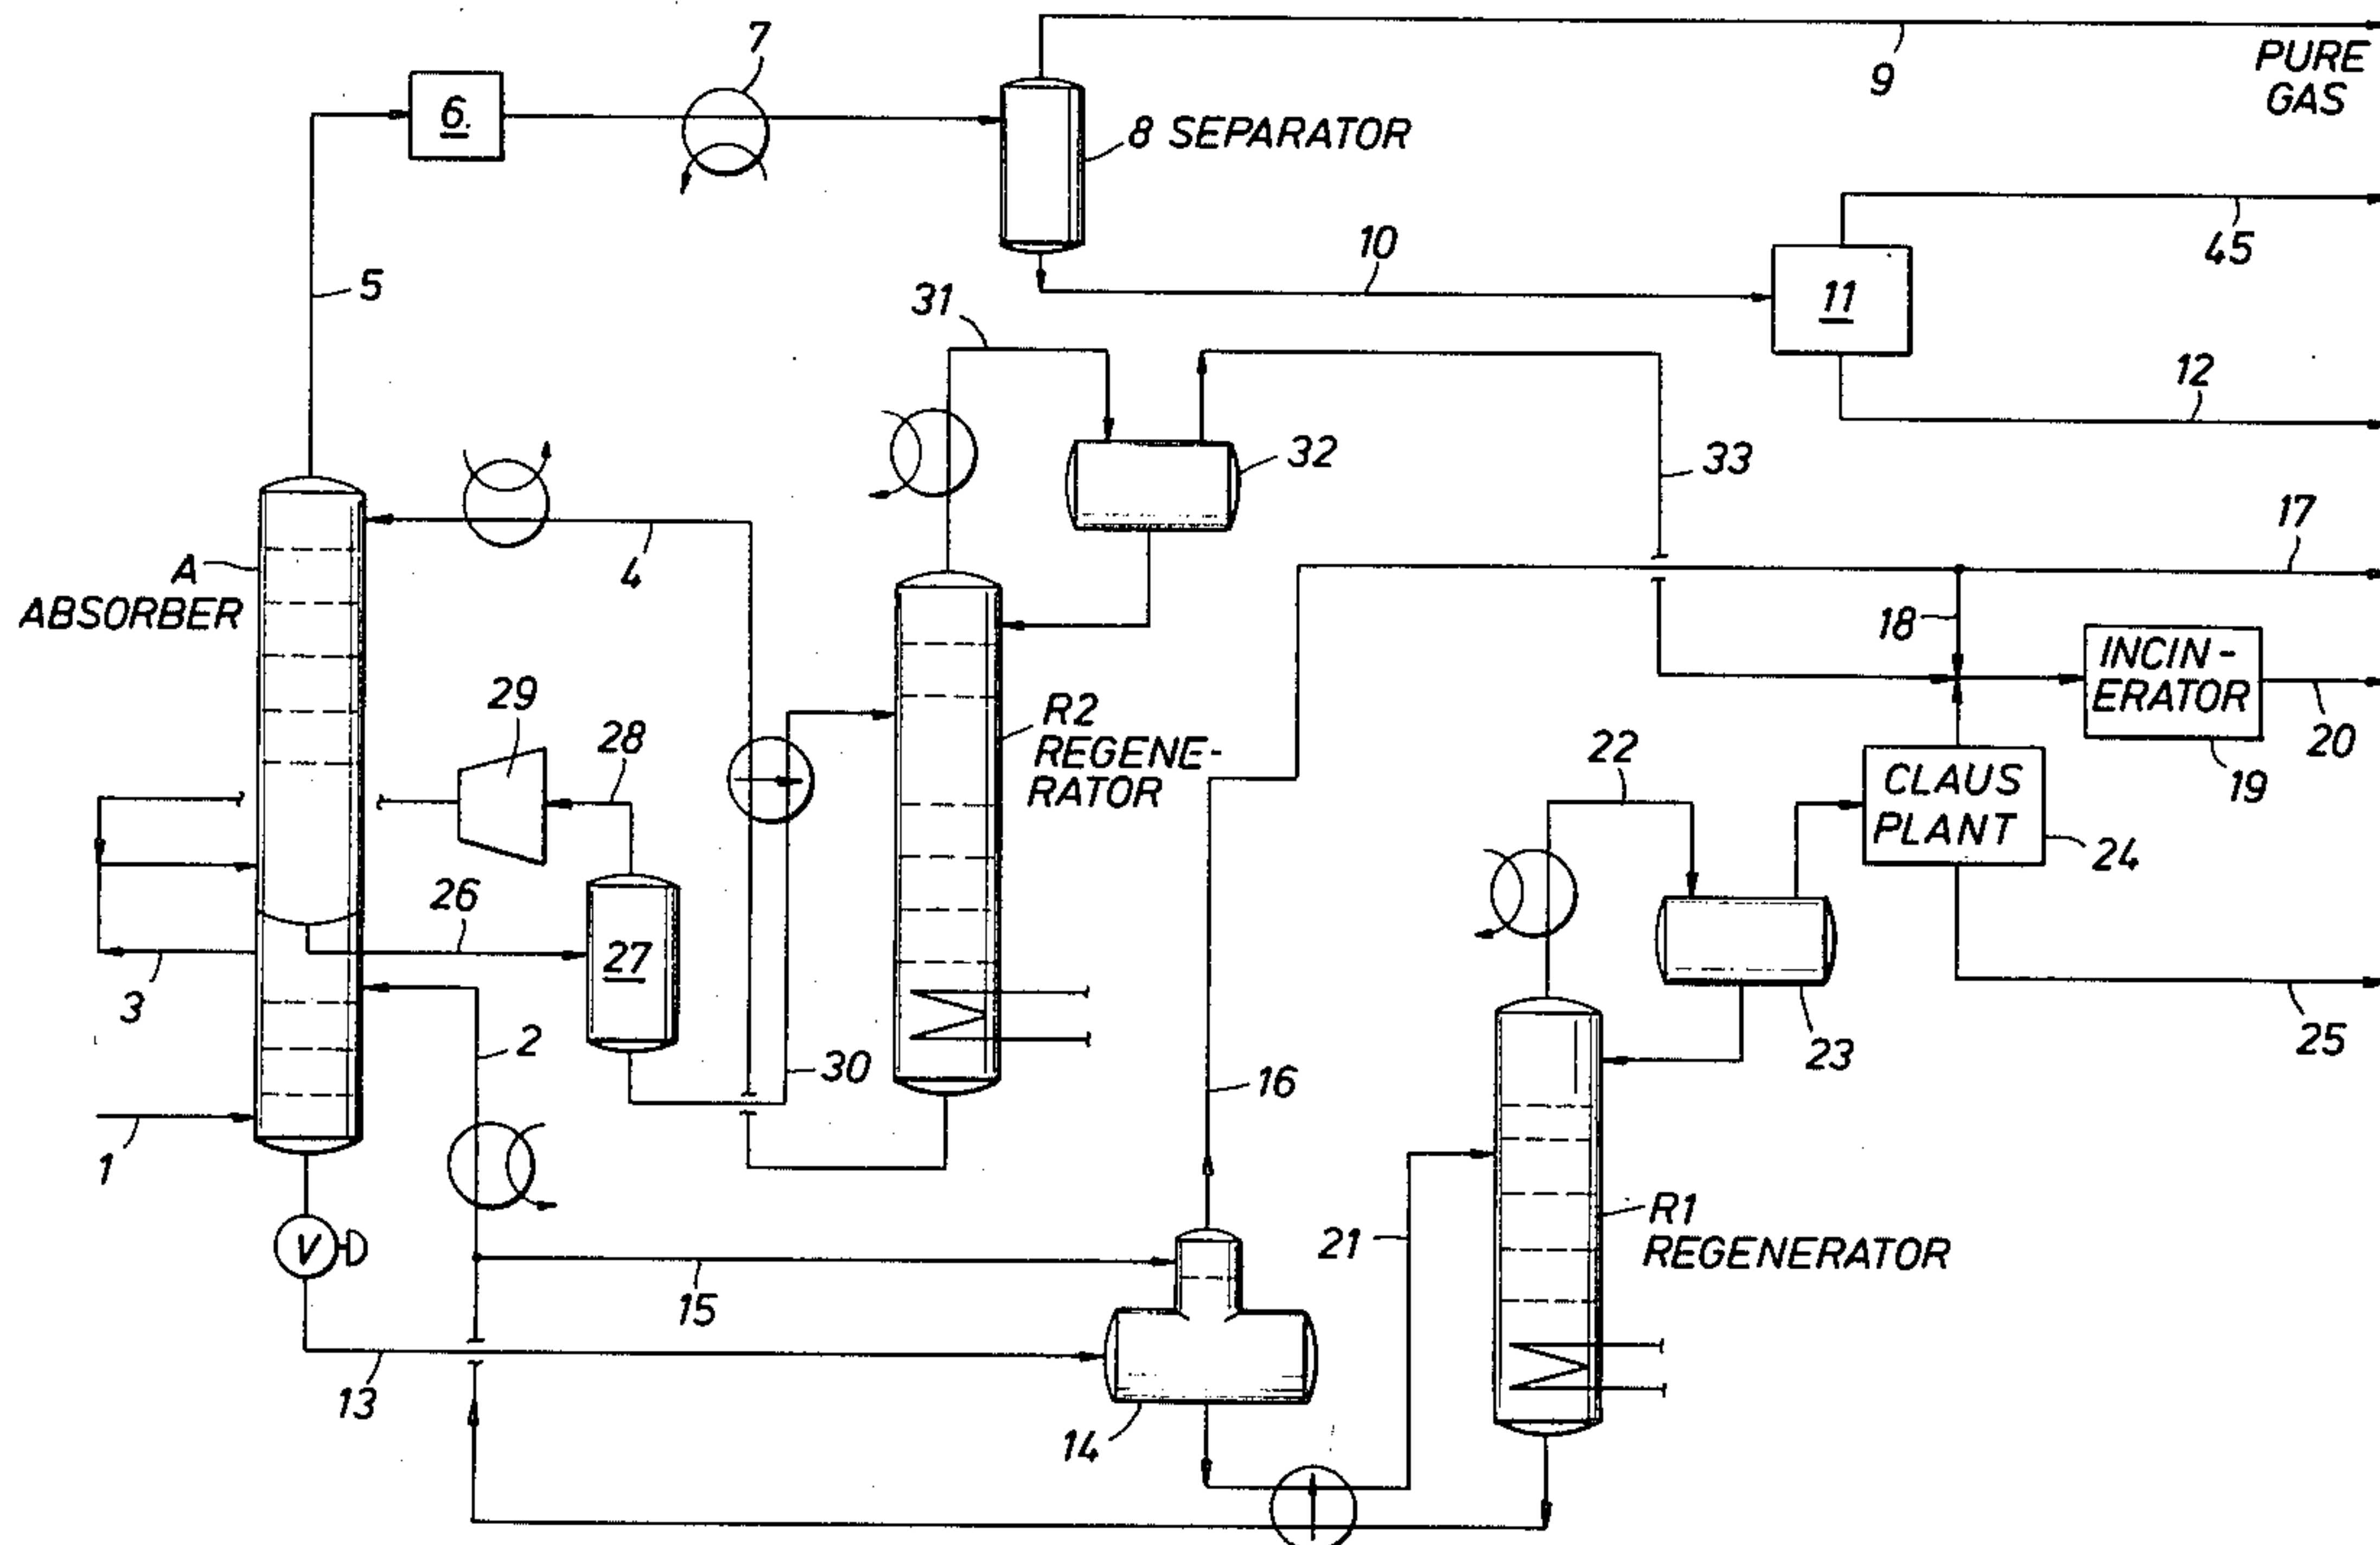 7
6.
8 SEPARATOR
9
PURE
GAS
10
45
5
31
11
12
32
33
4
17
A
ABSORBER
18
INCIN-
ERATOR
29
28
R2
REGENE-
RATOR
20
22
19
CLAUS
PLANT
24
26
27
3
2
30
16
23
25
1
V
21
R1
REGENERATOR
15
13
14